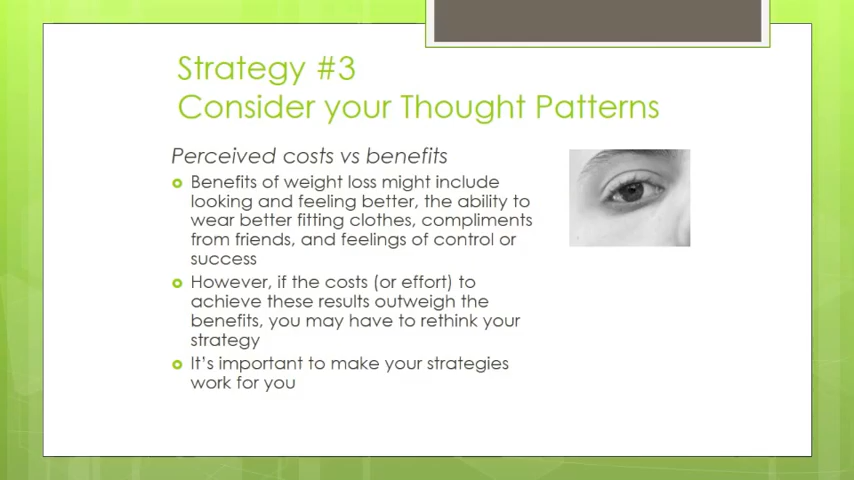 Strategy #3
Consider your Thought Patterns
Perceived costs vs benefits
Benefits of weight loss might include
looking and feeling better, the ability to
wear better fitting clothes, compliments
from friends, and feelings of control or
success
However, if the costs (or effort) to
achieve these results outweigh the
benefits, you may have to rethink your
strategy
It's important to make your strategies
work for you